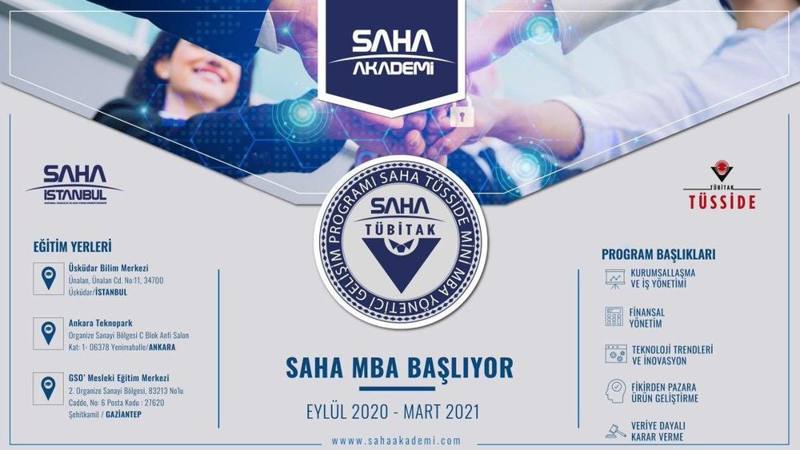 SAHA
AKADEMİ
SAHA
İSTANBUL
TÜBİTAK
TÜSSİDE
SAHA TÜSSİDE MINI MBA YÖNETİCİ GELİŞİM PROGRAMI
SAHA
TÜBİTAK
EĞİTİM YERLERİ
Üsküdar Bilim Merkezi
Ünalan, Ünalan Cd. No:11, 34700
Üsküdar/İSTANBUL
Ankara Teknopark
Organize Sanayi Bölgesi C Blok Anfi Salon
Kat: 1- 06378 Yenimahalle/ANKARA
GSO' Mesleki Eğitim Merkezi
2. Organize Sanayi Bölgesi, 83213 No'lu
Cadde, No: 6 Posta Kodu : 27620
Şehitkamil / GAZİANTEP
SAHA MBA BAŞLIYOR
EYLÜL 2020 - MART 2021
www.sahaakademi.com
PROGRAM BAŞLIKLARI
KURUMSALLAŞMA
VE İŞ YÖNETİMİ
FİNANSAL
YÖNETİM
TEKNOLOJİ TRENDLERİ
VE İNOVASYON
FİKİRDEN PAZARA
ÜRÜN GELİŞTİRME
VERİYE DAYALI
KARAR VERME